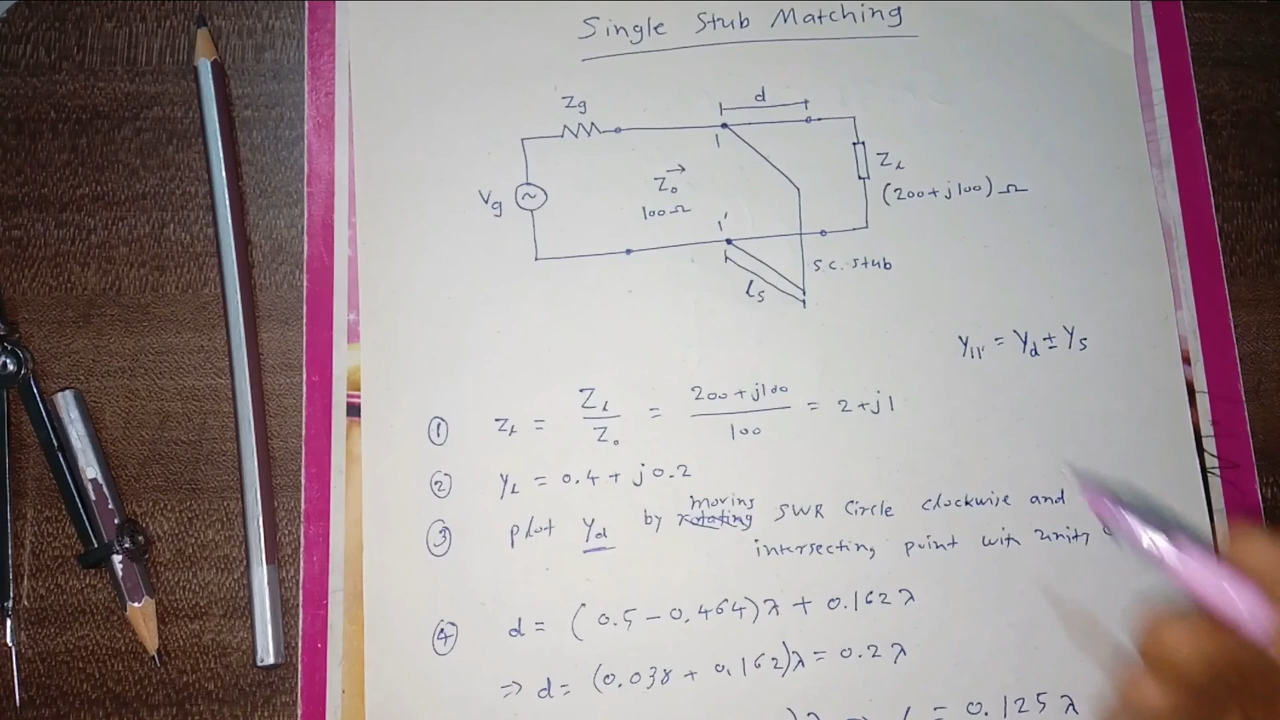 Single Stub Matching
d
Zg
1
ZL
Vg
Z₀
(200+j100)Ω
100Ω
1'
s.c. stub
ls
Y11' = Yd ± Ys
① zL = ZL / Z₀ = 200+j100 / 100 = 2+j1
② yL = 0.4 + j0.2
③ plot Yd by rotating moving SWR Circle clockwise and
intersecting point with unity
④ d = (0.5 - 0.464)λ + 0.162λ
⇒ d = (0.038 + 0.162)λ = 0.2λ
= 0.125λ